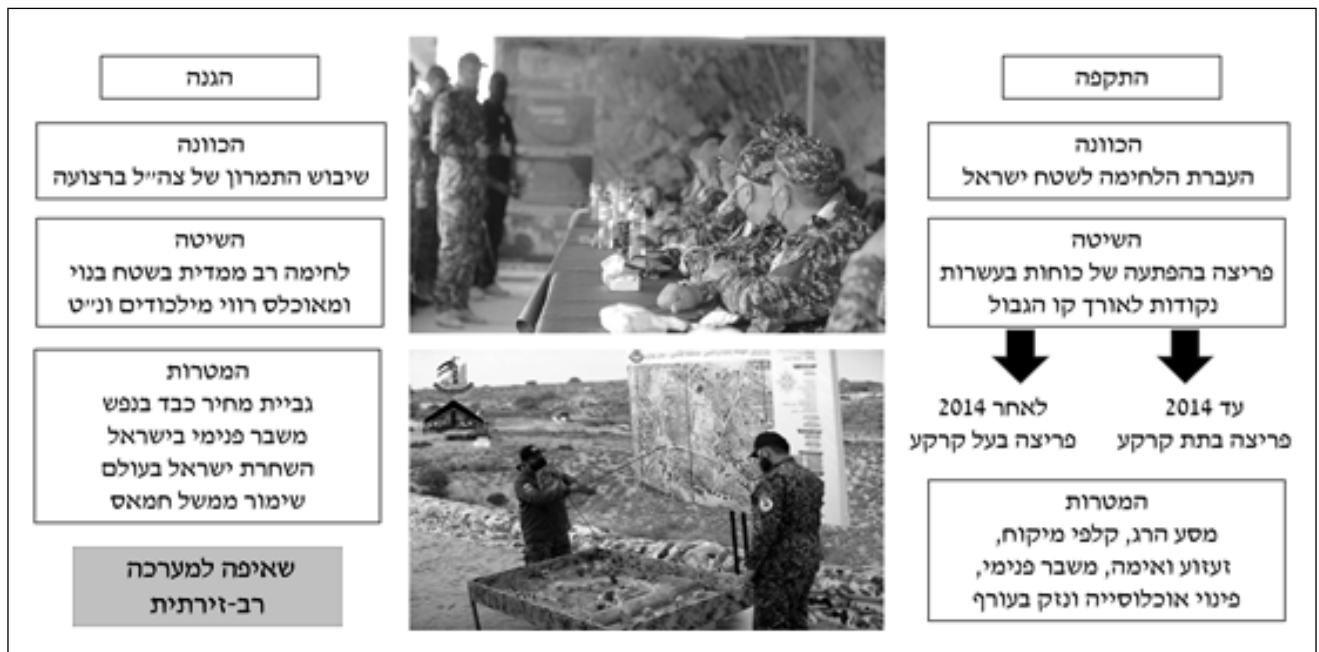 התקפה
הכוונה
העברת הלחימה לשטח ישראל
השיטה
פריצה בהפתעה של כוחות בעשרות
נקודות לאורך קו הגבול
עד 2014
פריצה בתת קרקע
לאחר 2014
פריצה בעל קרקע
המטרות
מסע הרג, קלפי מיקוח,
זעזוע ואימה, משבר פנימי,
פינוי אוכלוסייה ונזק בעורף
הגנה
הכוונה
שיבוש התמרון של צה״ל ברצועה
השיטה
לחימה רב ממדית בשטח בנוי
ומאוכלס רווי מילכודים ונ״ט
המטרות
גביית מחיר כבד בנפש
משבר פנימי בישראל
השחרת ישראל בעולם
שימור ממשל חמאס
שאיפה למערכה
רב-זירתית